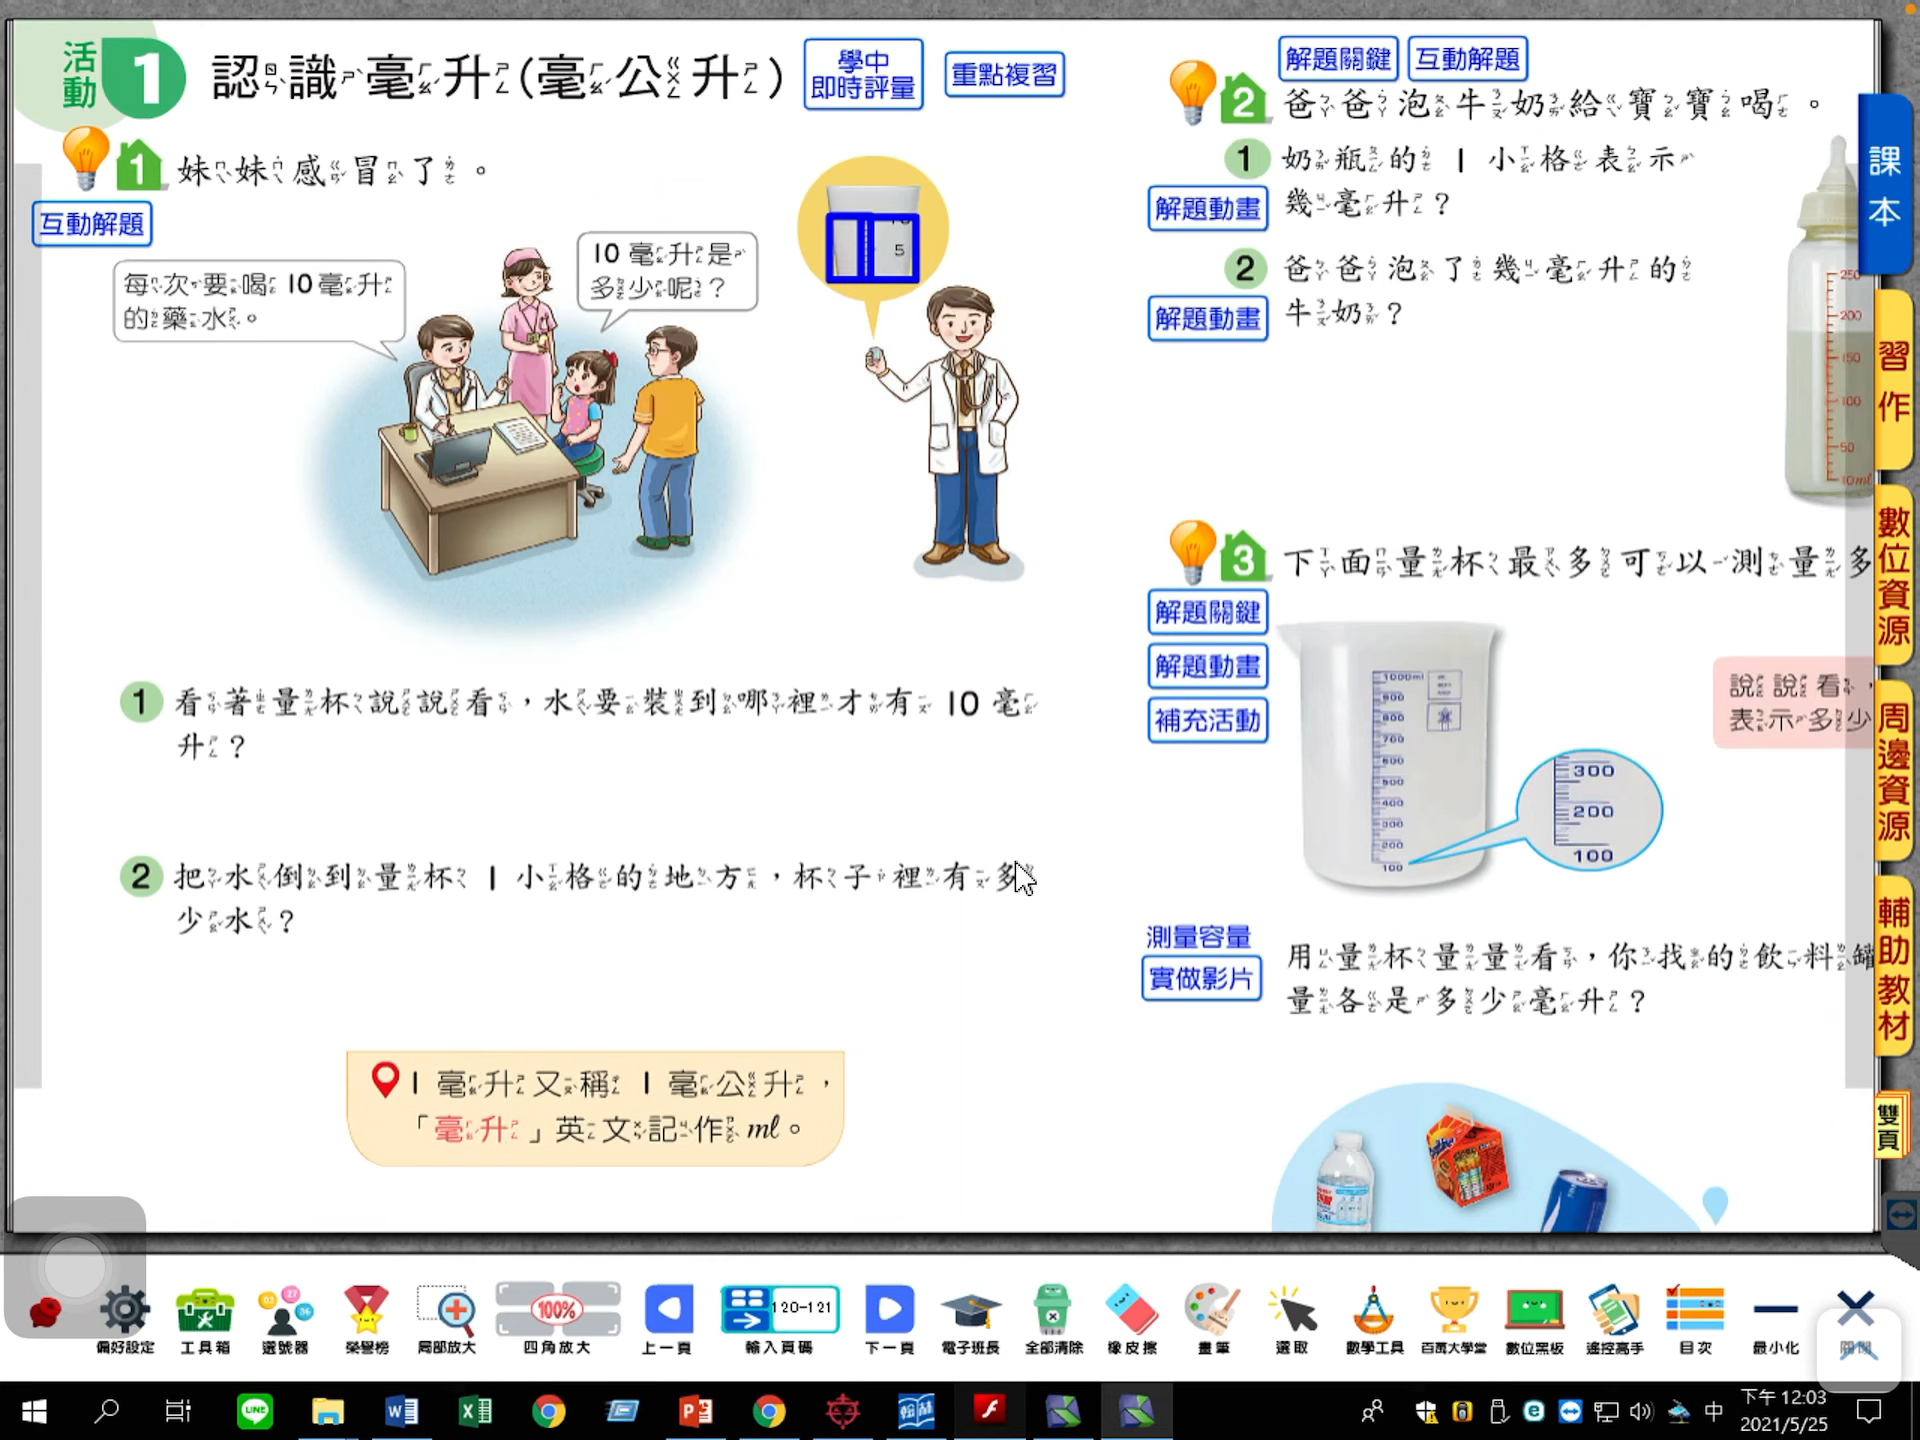 活動 1 認識毫升(毫公升)
學中
即時評量
重點複習
1 妹妹感冒了。
互動解題
每次要喝10毫升
的藥水。
10毫升是
多少呢?
5
1 看著量杯說說看,水要裝到哪裡才有10毫
升?
2 把水倒到量杯1小格的地方,杯子裡有多
少水?
1毫升又稱1毫公升,
「毫升」英文記作ml。
解題關鍵
互動解題
2 爸爸泡牛奶給寶寶喝。
1 奶瓶的1小格表示
幾毫升?
解題動畫
2 爸爸泡了幾毫升的
牛奶?
解題動畫
250
200
150
100
50
10ml
3 下面量杯最多可以測量多
解題關鍵
解題動畫
補充活動
1000ml
900
800
700
600
500
400
300
200
100
300
200
100
說說看,
表示多少
測量容量
實做影片
用量杯量量看,你找的飲料罐
量各是多少毫升?
課本
習作
數位資源
周邊資源
輔助教材
雙頁
偏好設定
工具箱
選號器
榮譽榜
局部放大
100%
四角放大
上一頁
120-121
輸入頁碼
下一頁
電子班長
全部清除
橡皮擦
畫筆
選取
數學工具
百萬大學堂
數位黑板
遙控高手
目次
最小化
關閉
LINE
中
下午 12:03
2021/5/25